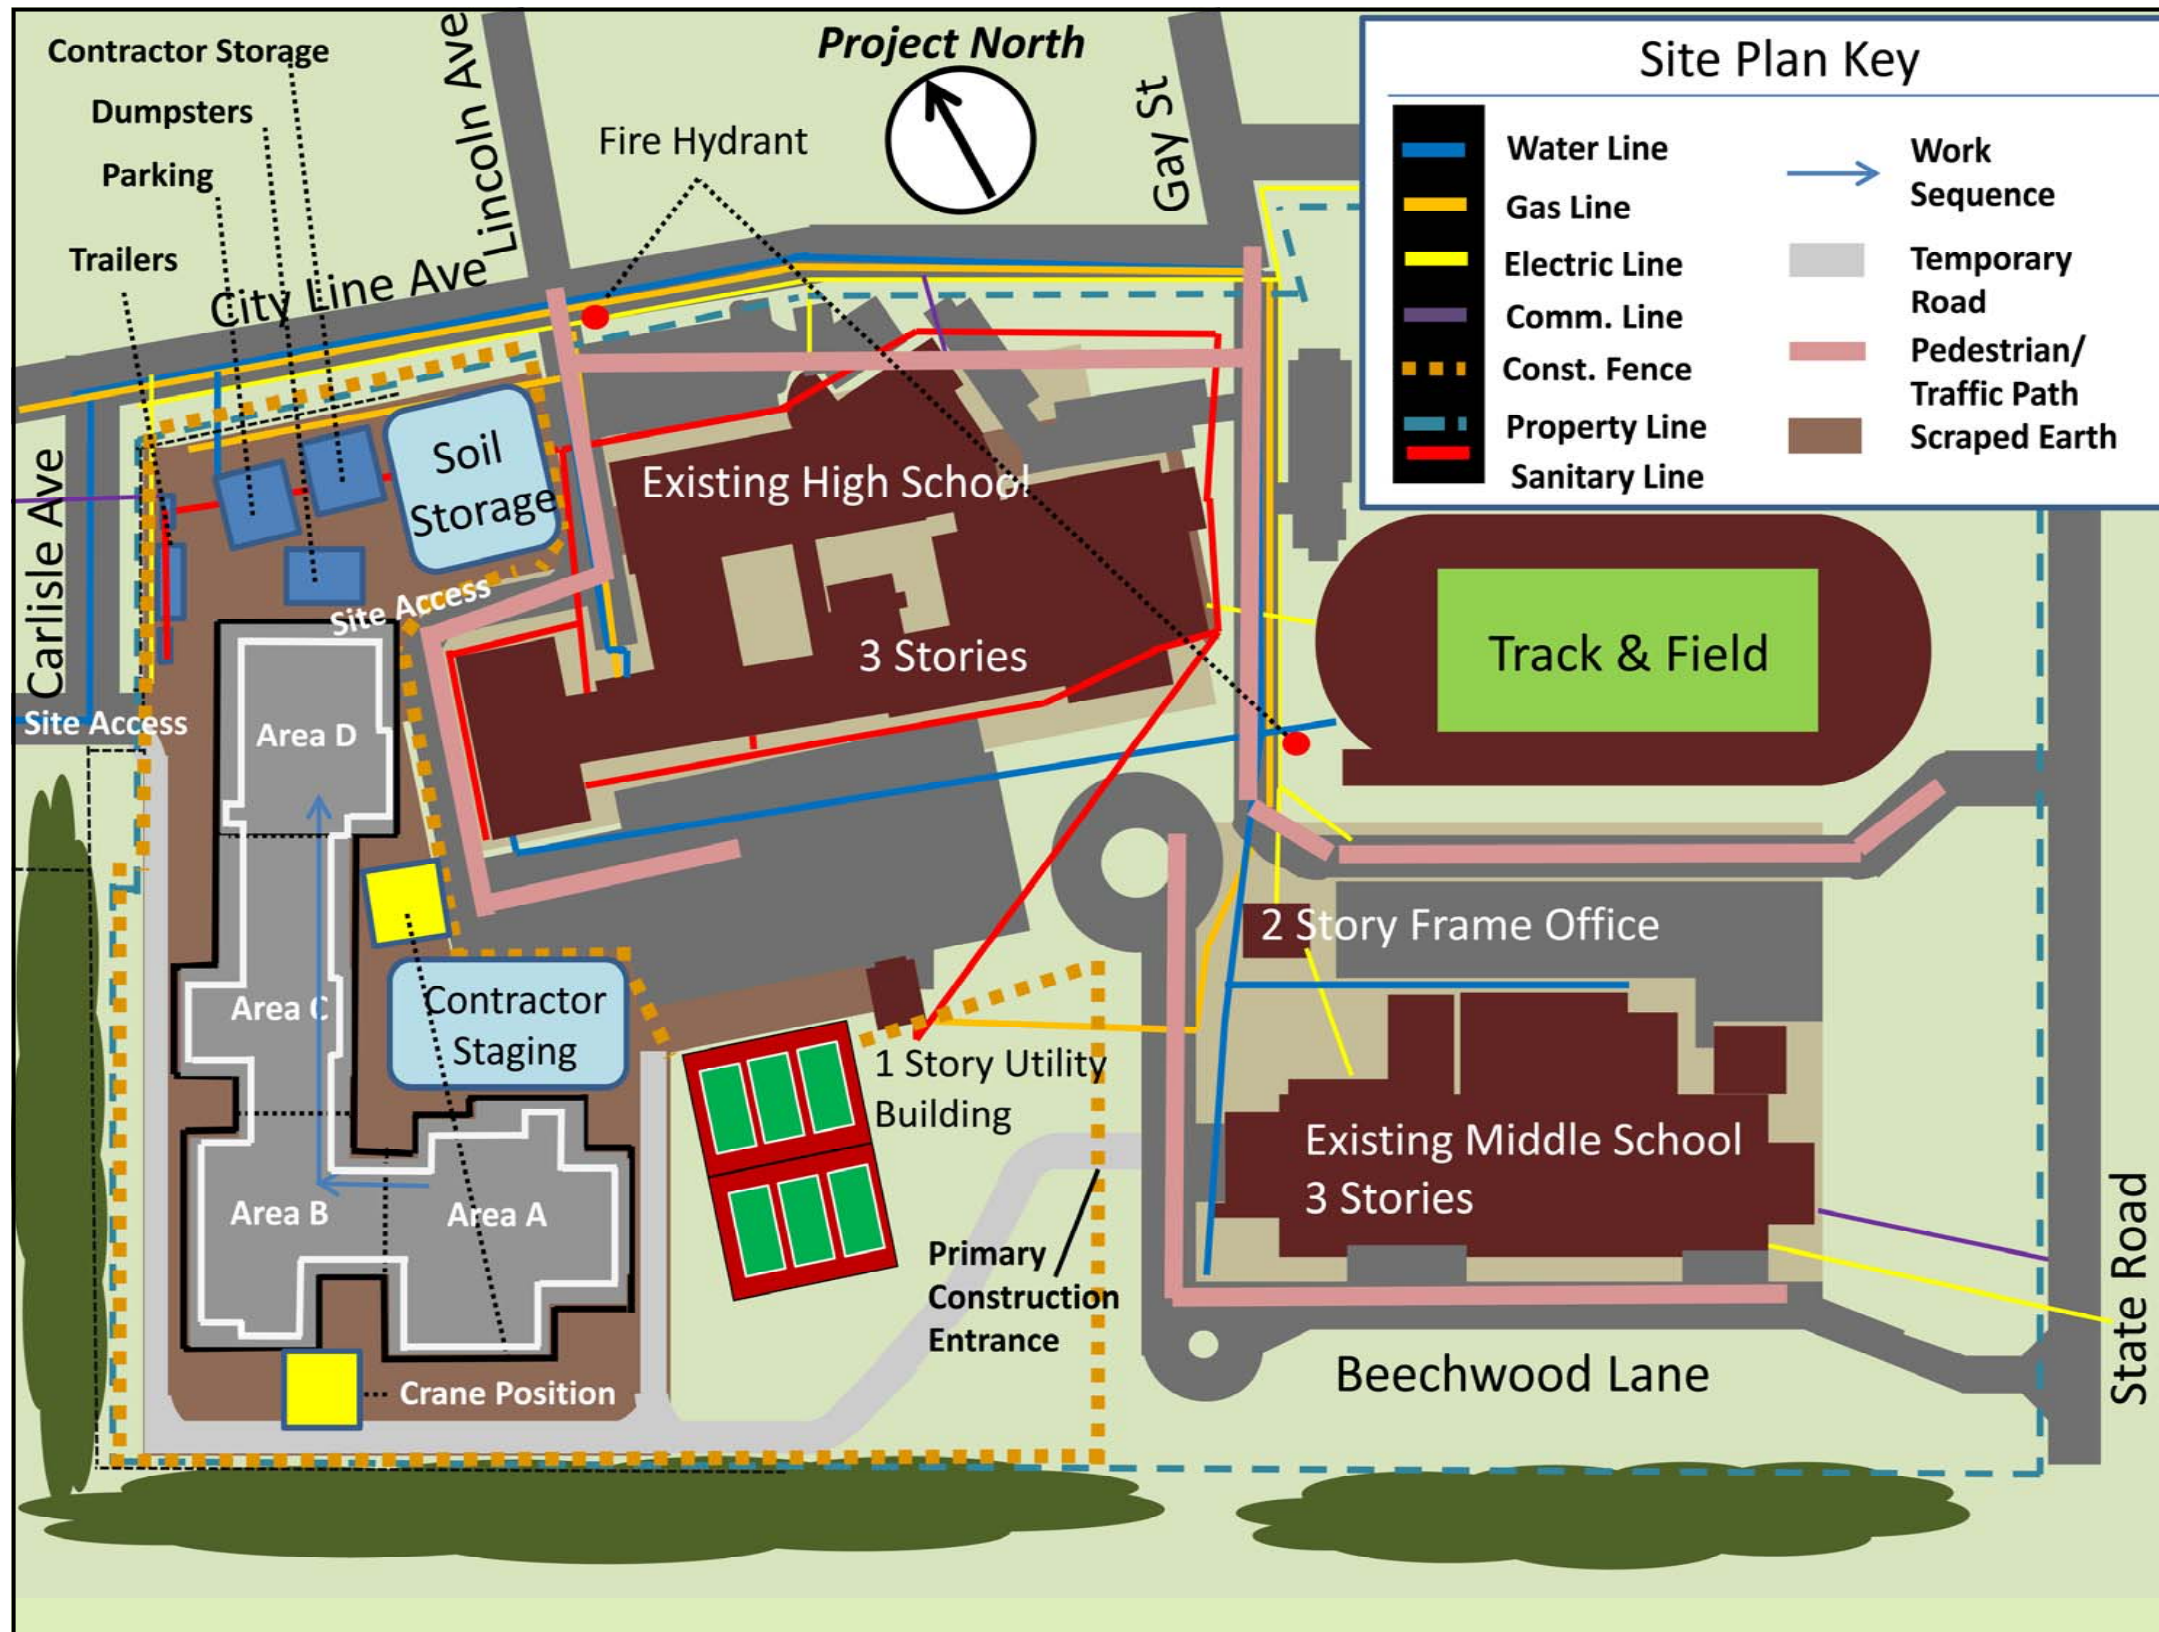 Contractor Storage
Dumpsters
Parking
Trailers
City Line Ave
Lincoln Ave
Project North
Fire Hydrant
Gay St
Site Plan Key
Water Line
Gas Line
Electric Line
Comm. Line
Const. Fence
Property Line
Sanitary Line
Work
Sequence
Temporary
Road
Pedestrian/
Traffic Path
Scraped Earth
Soil
Storage
Existing High School
3 Stories
Track & Field
Carlisle Ave
Site Access
Site Access
Area D
Area C
Contractor
Staging
Area B
Area A
Crane Position
1 Story Utility
Building
Primary
Construction
Entrance
2 Story Frame Office
Existing Middle School
3 Stories
Beechwood Lane
State Road